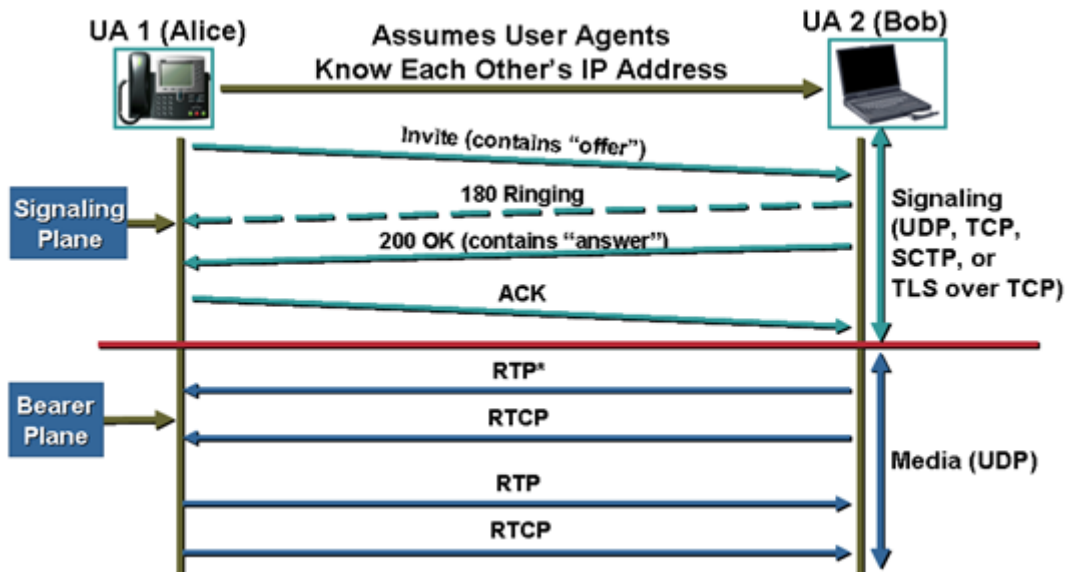 UA 1 (Alice)
Assumes User Agents
Know Each Other's IP Address
UA 2 (Bob)
Invite (contains “offer”)
180 Ringing
200 OK (contains “answer”)
ACK
Signaling
Plane
Signaling
(UDP, TCP,
SCTP, or
TLS over TCP)
RTP*
RTCP
Bearer
Plane
RTP
RTCP
Media (UDP)